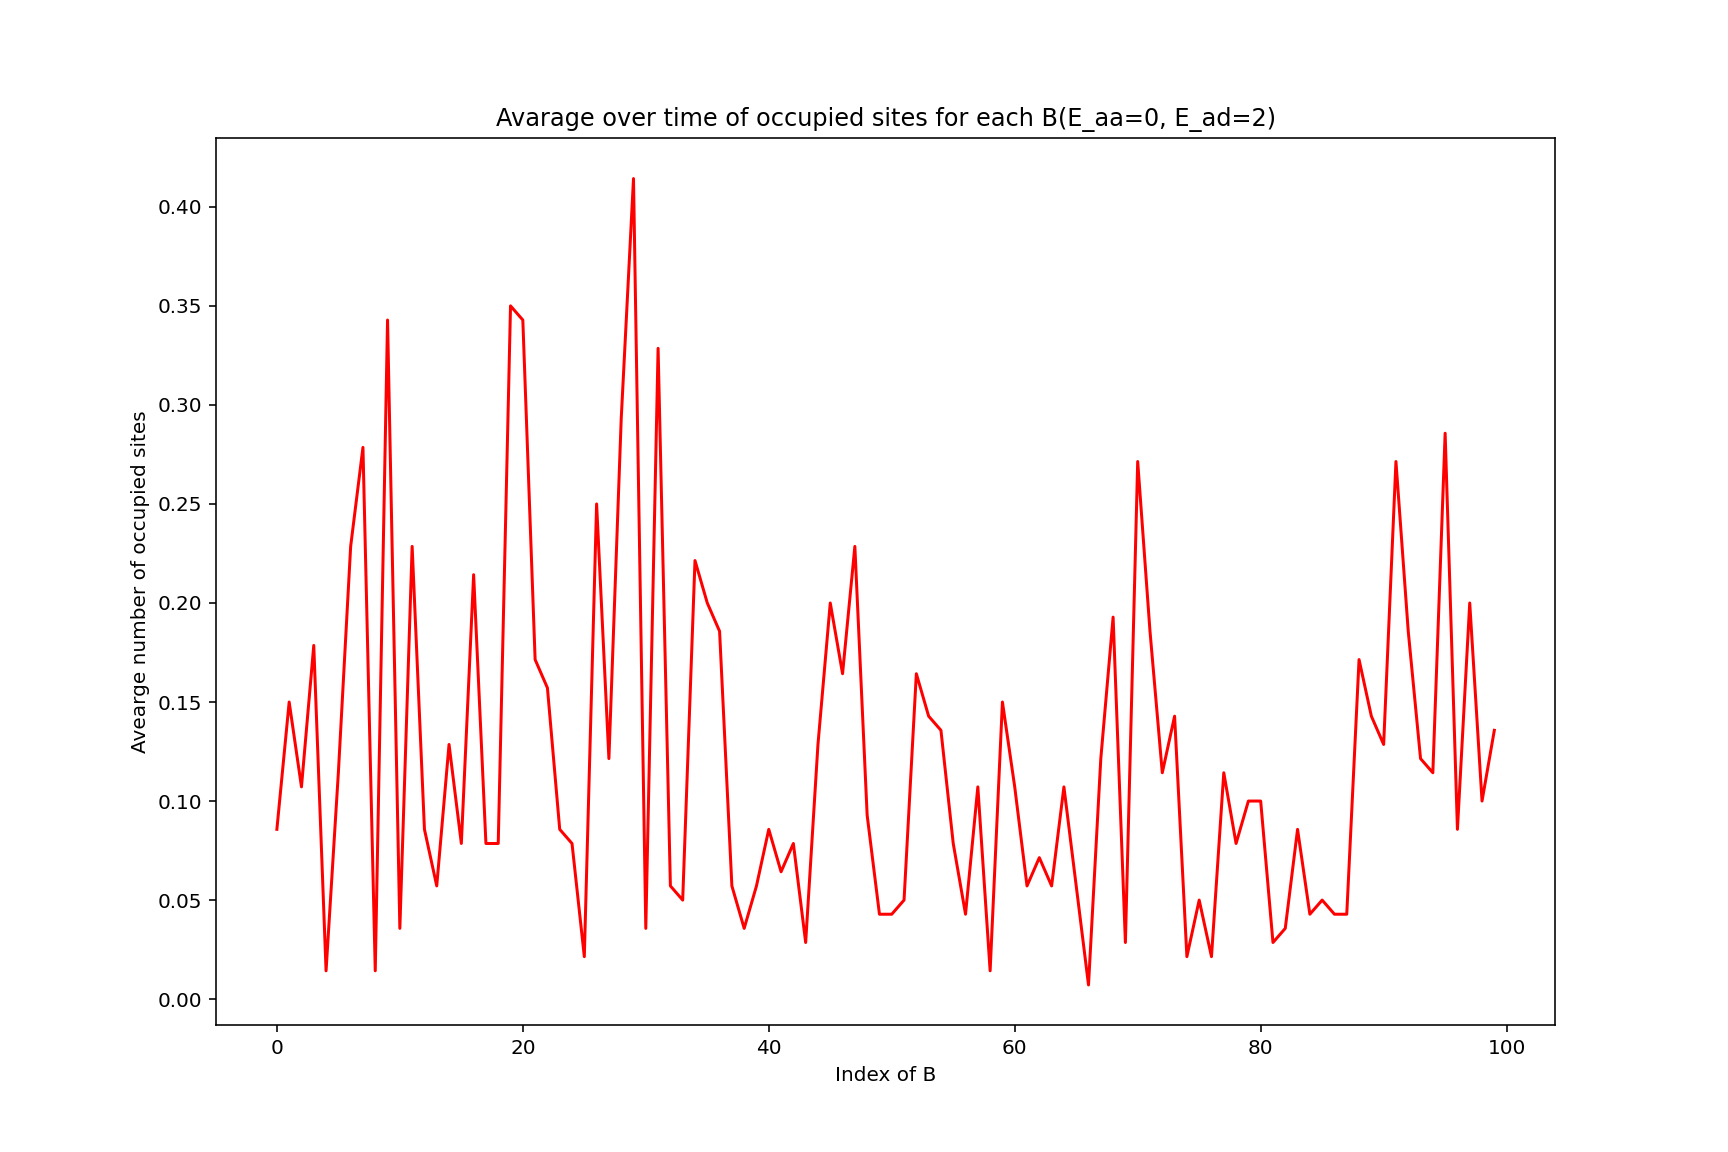 Avarage over time of occupied sites for each B(E_aa=0, E_ad=2)
Avearge number of occupied sites
0.40
0.35
0.30
0.25
0.20
0.15
0.10
0.05
0.00
0 20 40 60 80 100
Index of B